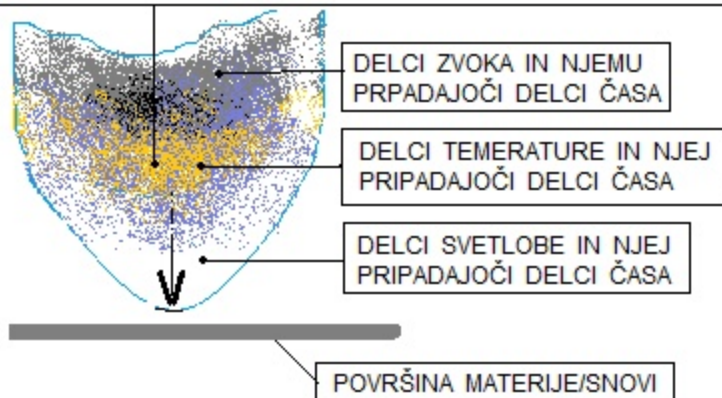 DELCI ZVOKA IN NJEMU
PRPADAJOČI DELCI ČASA
DELCI TEMERATURE IN NJEJ
PRIPADAJOČI DELCI ČASA
DELCI SVETLOBE IN NJEJ
PRIPADAJOČI DELCI ČASA
POVRŠINA MATERIJE/SNOVI